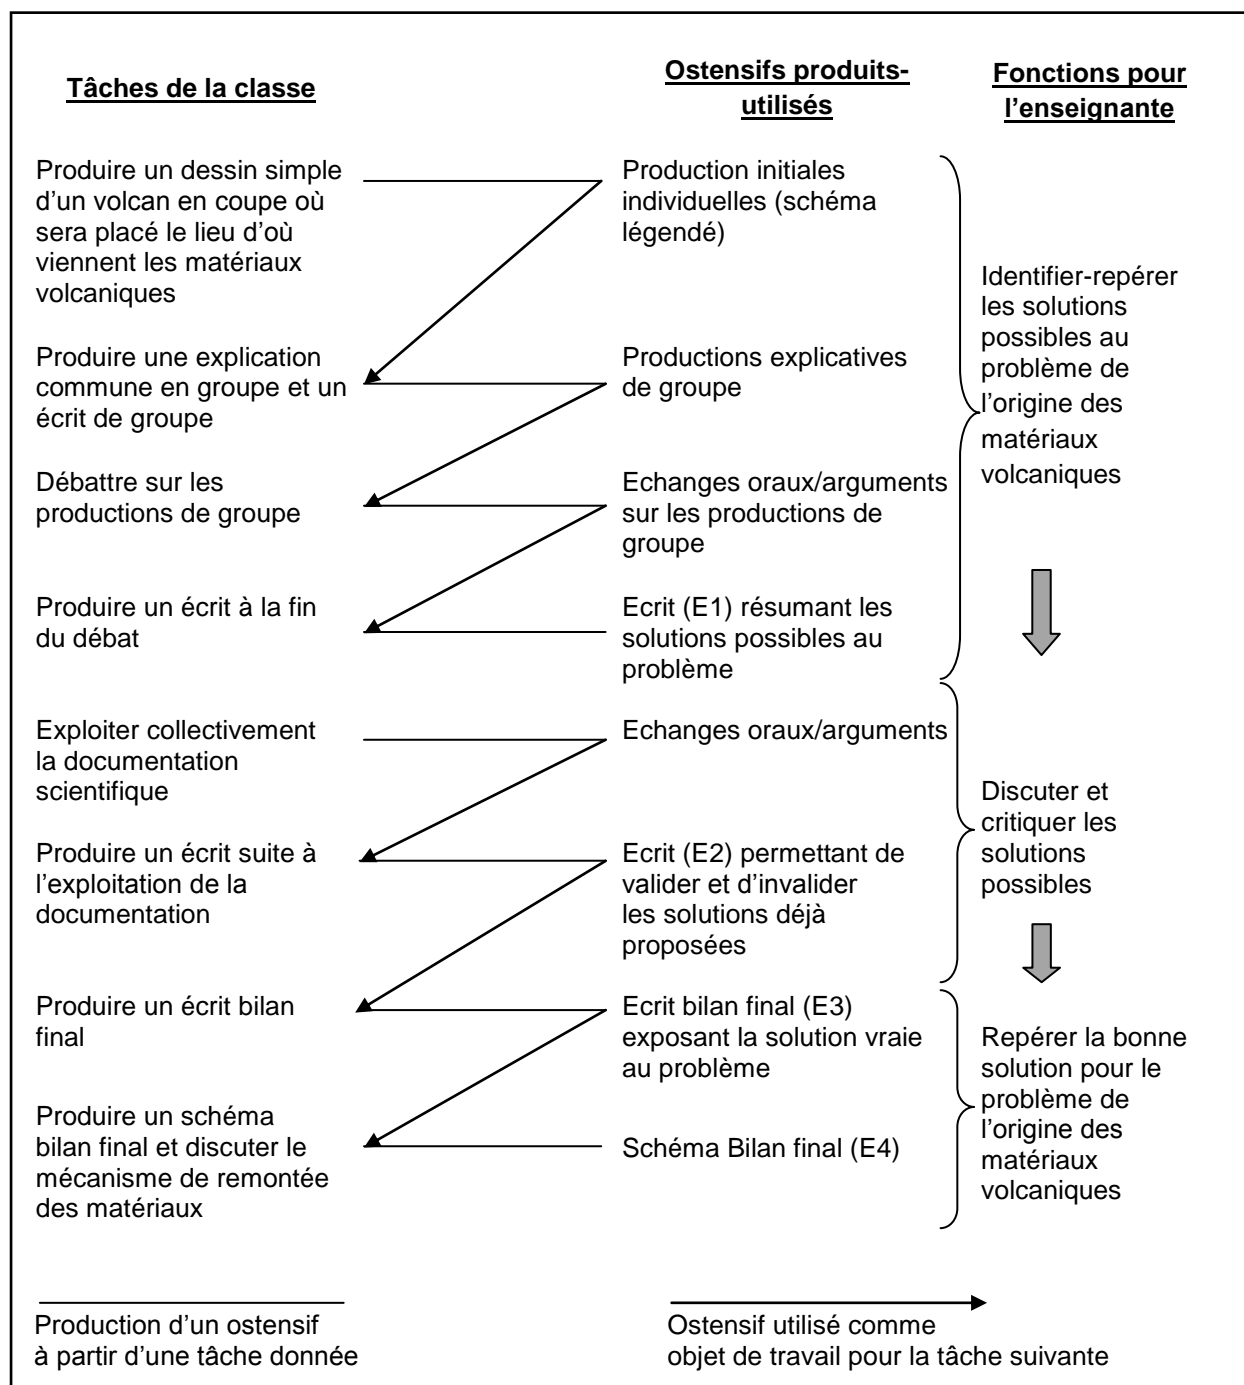 Tâches de la classe
Ostensifs produits-
utilisés
Fonctions pour
l’enseignante
Produire un dessin simple
d’un volcan en coupe où
sera placé le lieu d’où
viennent les matériaux
volcaniques
Production initiales
individuelles (schéma
légendé)
Produire une explication
commune en groupe et un
écrit de groupe
Productions explicatives
de groupe
Débattre sur les
productions de groupe
Echanges oraux/arguments
sur les productions de
groupe
Produire un écrit à la fin
du débat
Ecrit (E1) résumant les
solutions possibles au
problème
Identifier-repérer
les solutions
possibles au
problème de
l’origine des
matériaux
volcaniques
Exploiter collectivement
la documentation
scientifique
Echanges oraux/arguments
Produire un écrit suite à
l’exploitation de la
documentation
Ecrit (E2) permettant de
valider et d’invalider
les solutions déjà
proposées
Discuter et
critiquer les
solutions
possibles
Produire un écrit bilan
final
Ecrit bilan final (E3)
exposant la solution vraie
au problème
Produire un schéma
bilan final et discuter le
mécanisme de remontée
des matériaux
Schéma Bilan final (E4)
Repérer la bonne
solution pour le
problème de
l’origine des
matériaux
volcaniques
Production d’un ostensif
à partir d’une tâche donnée
Ostensif utilisé comme
objet de travail pour la tâche suivante